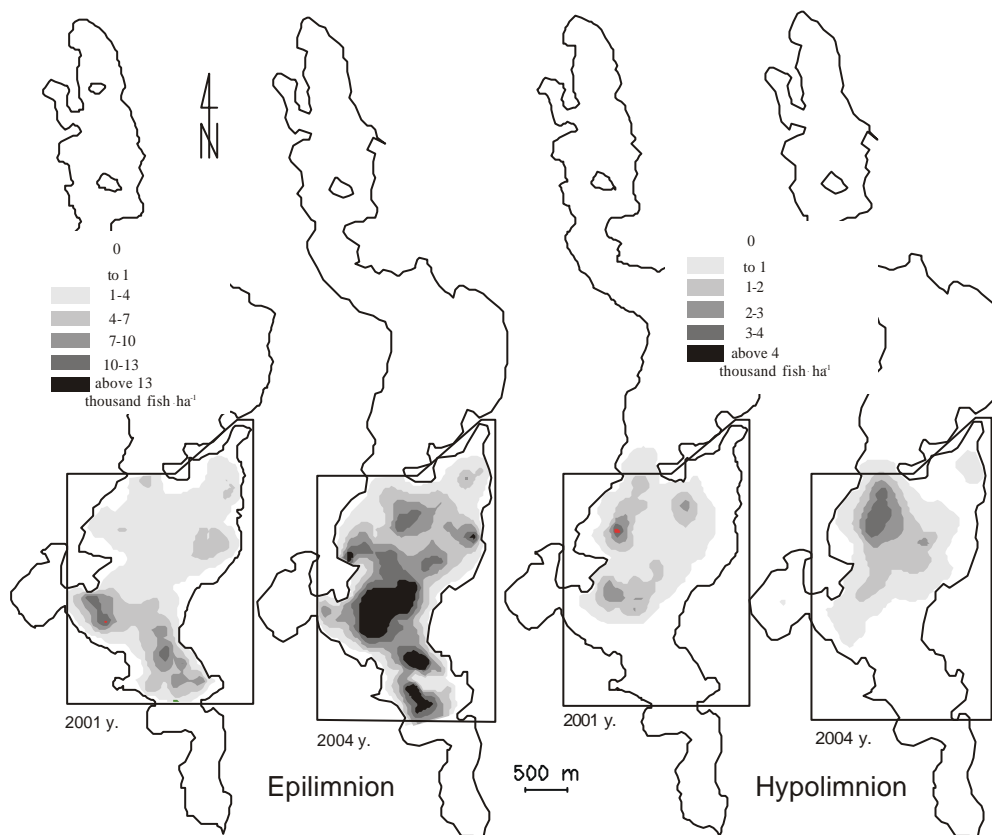 N
0
to 1
1-4
4-7
7-10
10-13
above 13
thousand fish·ha⁻¹
0
to 1
1-2
2-3
3-4
above 4
thousand fish·ha⁻¹
2001 y.
2004 y.
2001 y.
2004 y.
Epilimnion
500 m
Hypolimnion